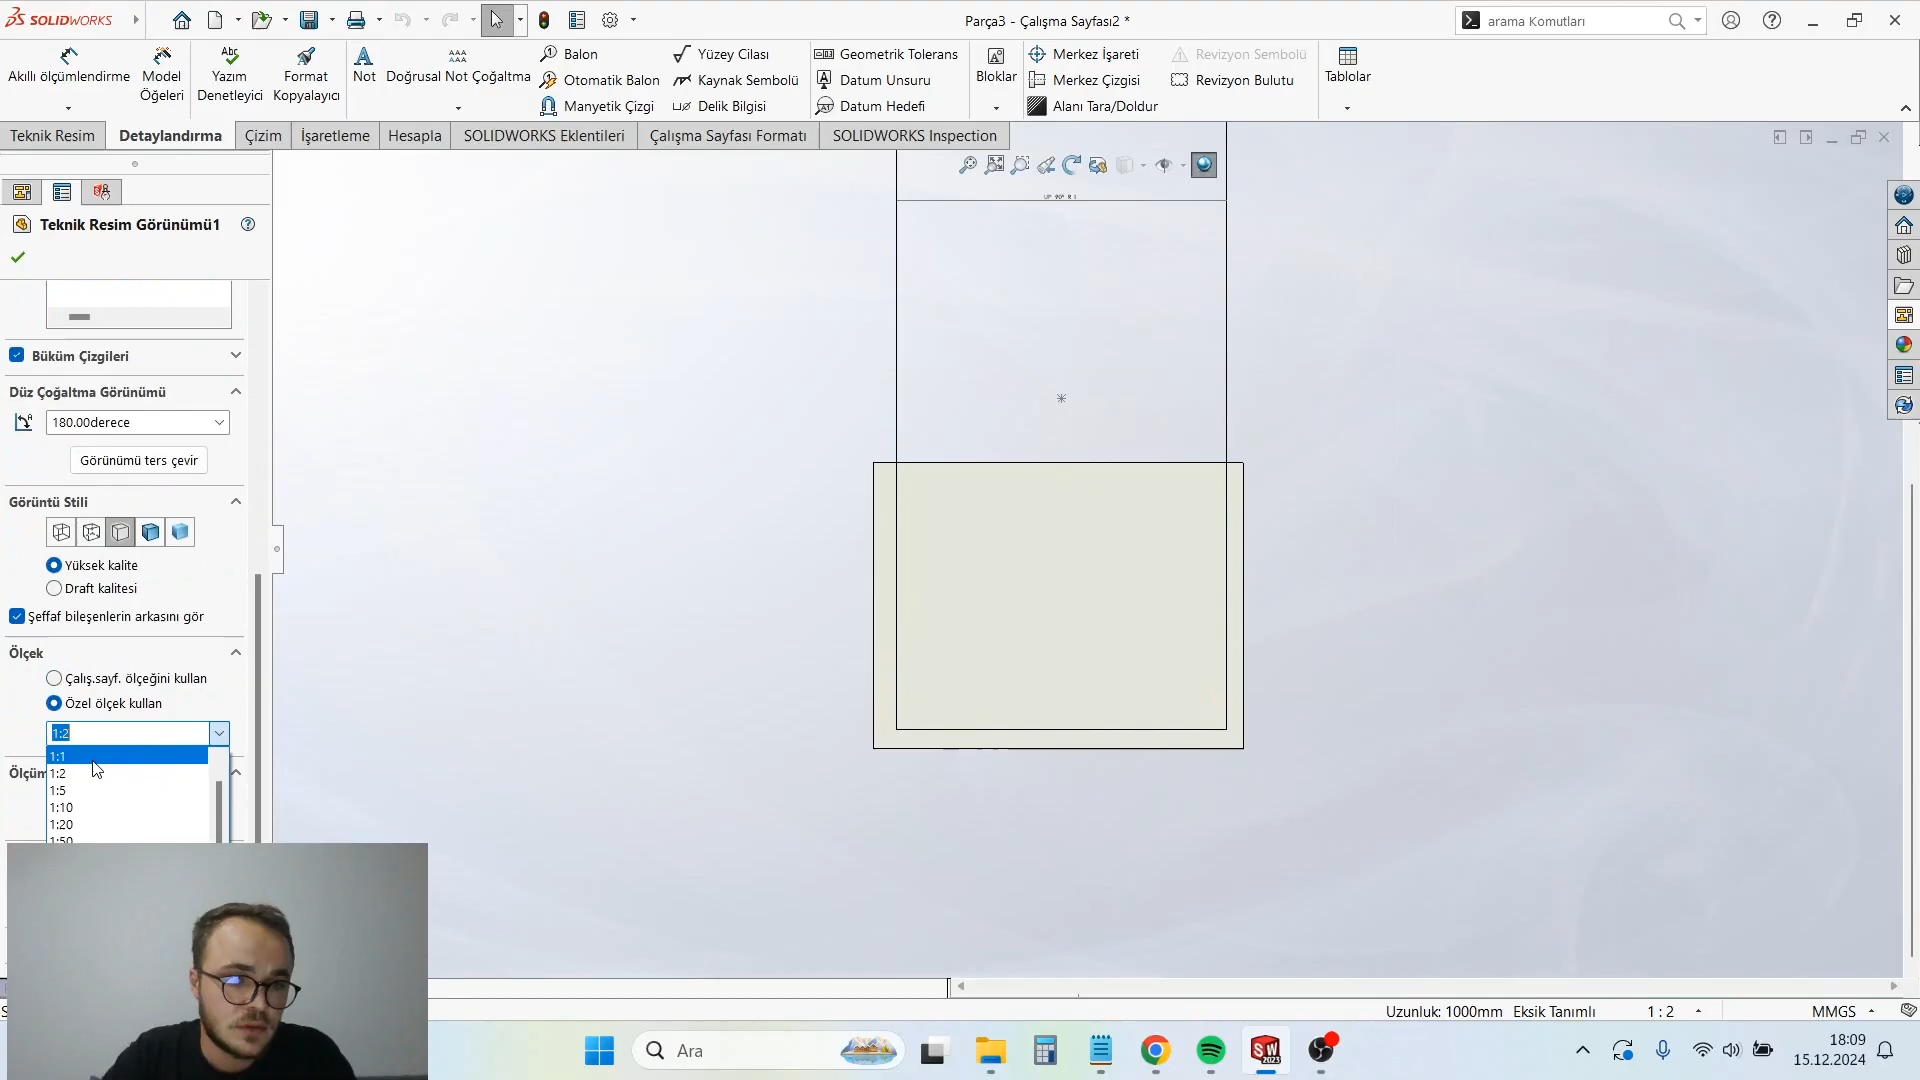 SOLIDWORKS
Parça3 - Çalışma Sayfası2 *
arama Komutları
Akıllı ölçümlendirme
Model Öğeleri
Yazım Denetleyici
Format Kopyalayıcı
Not
Doğrusal Not Çoğaltma
Balon
Otomatik Balon
Manyetik Çizgi
Yüzey Cilası
Kaynak Sembolü
Delik Bilgisi
Geometrik Tolerans
Datum Unsuru
Datum Hedefi
Bloklar
Merkez İşareti
Merkez Çizgisi
Alanı Tara/Doldur
Revizyon Sembolü
Revizyon Bulutu
Tablolar
Teknik Resim
Detaylandırma
Çizim
İşaretleme
Hesapla
SOLIDWORKS Eklentileri
Çalışma Sayfası Formatı
SOLIDWORKS Inspection
UP 90° R 1
Teknik Resim Görünümü1
Büküm Çizgileri
Düz Çoğaltma Görünümü
180.00derece
Görünümü ters çevir
Görüntü Stili
Yüksek kalite
Draft kalitesi
Şeffaf bileşenlerin arkasını gör
Ölçek
Çalış.sayf. ölçeğini kullan
Özel ölçek kullan
1:2
1:1
1:2
1:5
1:10
1:20
1:50
Ölçüm
Uzunluk: 1000mm
Eksik Tanımlı
1 : 2
MMGS
Ara
18:09
15.12.2024